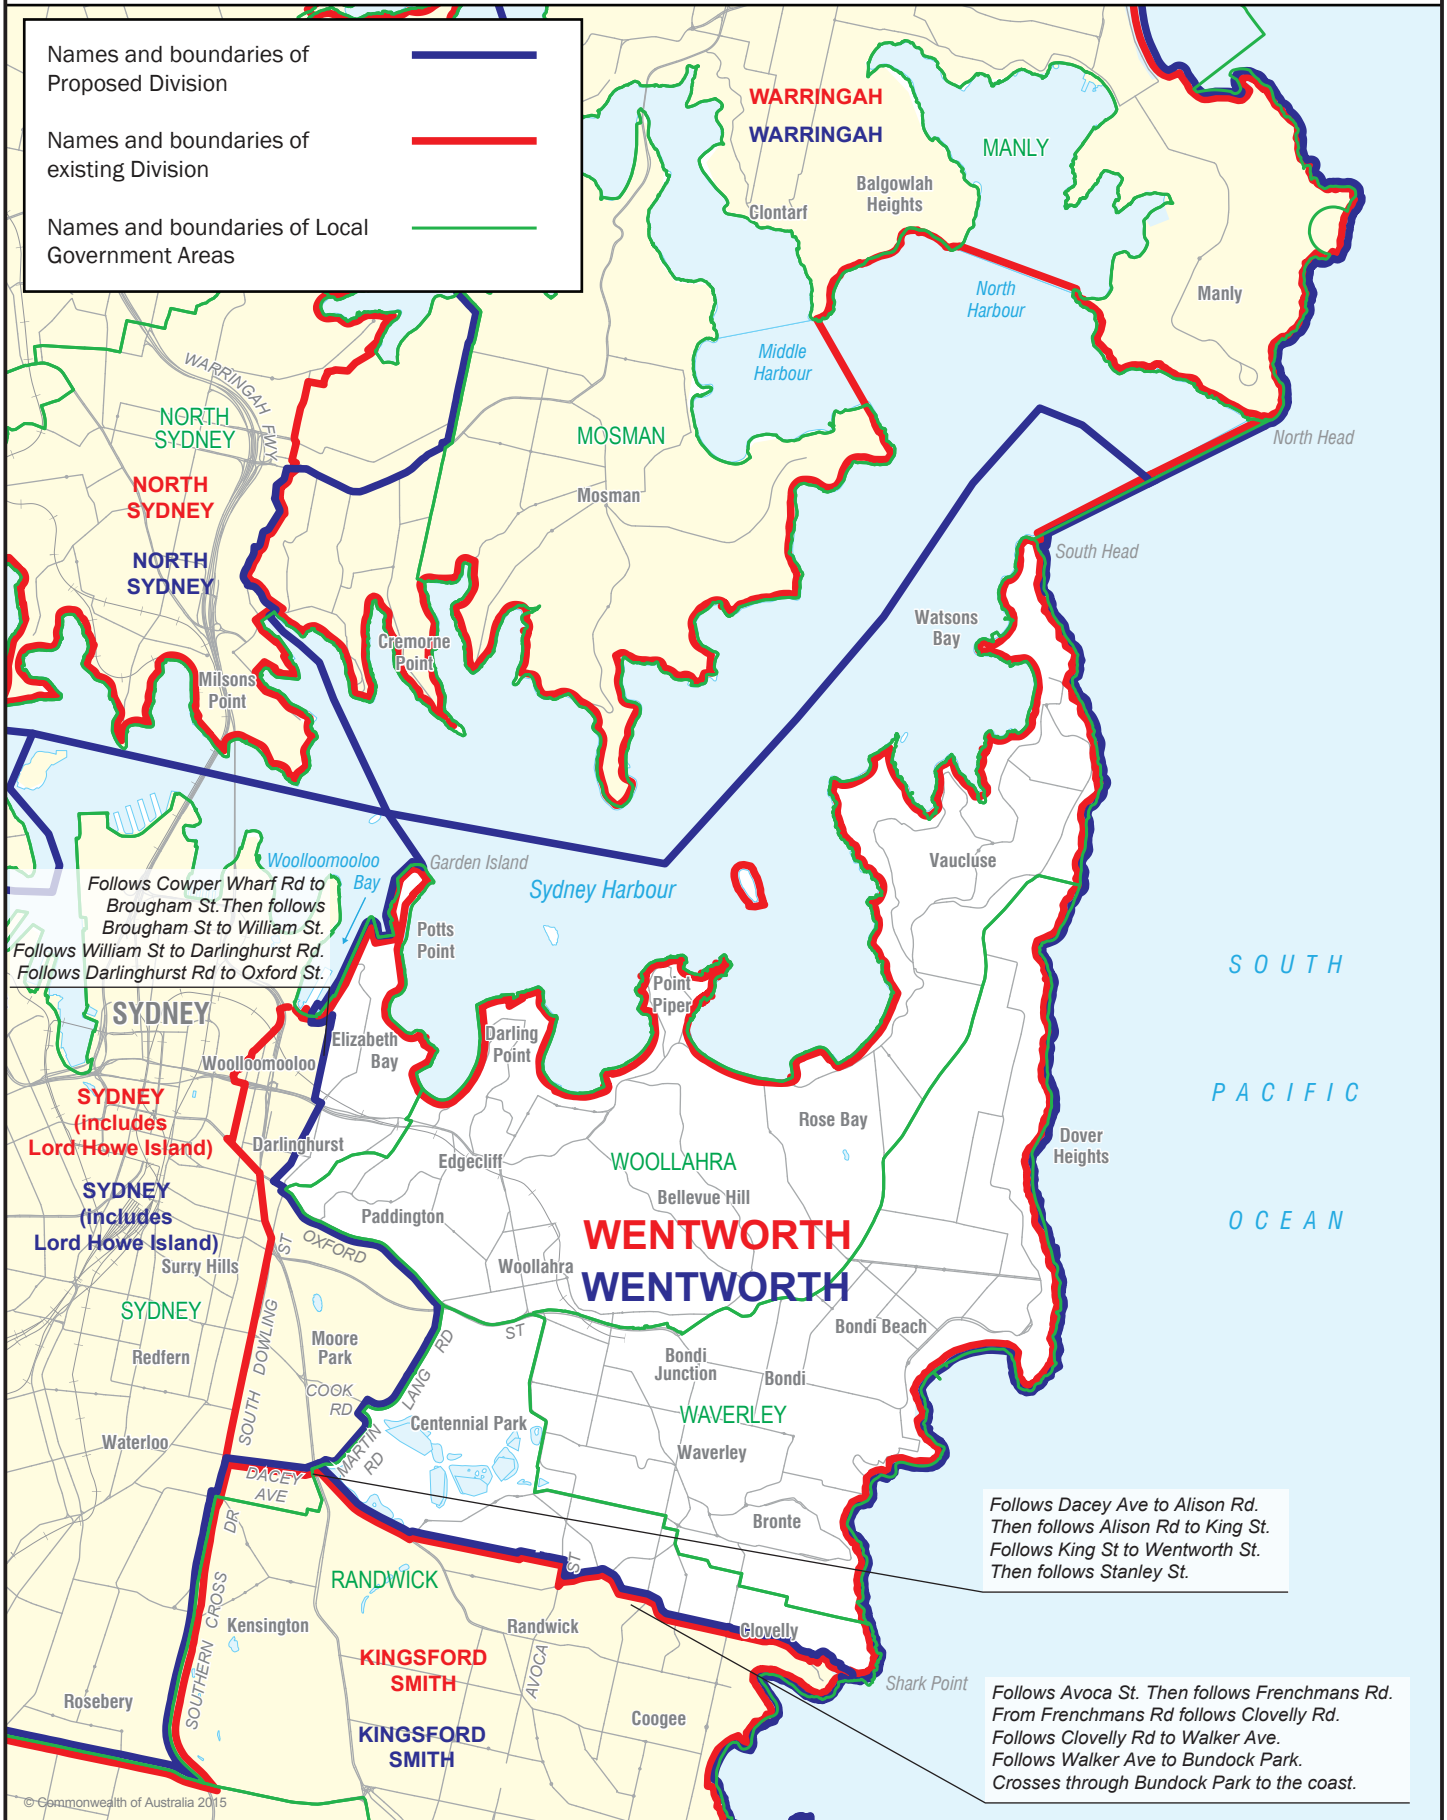 Names and boundaries of
Proposed Division
Names and boundaries of
existing Division
Names and boundaries of Local
Government Areas
WARRINGAH
WARRINGAH
MANLY
Balgowlah
Heights
Clontarf
North
Harbour
Manly
Middle
Harbour
WARRINGAH FWY
NORTH
SYDNEY
MOSMAN
North Head
NORTH
SYDNEY
Mosman
NORTH
SYDNEY
South Head
Watsons
Bay
Cremorne
Point
Milsons
Point
Vaucluse
Woolloomooloo
Bay
Garden Island
Sydney Harbour
Follows Cowper Wharf Rd to
Brougham St.Then follows
Brougham St to William St.
Follows William St to Darlinghurst Rd.
Follows Darlinghurst Rd to Oxford St.
Potts
Point
SOUTH
PACIFIC
OCEAN
Point
Piper
SYDNEY
Elizabeth
Bay
Darling
Point
Woolloomooloo
SYDNEY
(includes
Lord Howe Island)
Rose Bay
Dover
Heights
Darlinghurst
Edgecliff
WOOLLAHRA
SYDNEY
(includes
Lord Howe Island)
Bellevue Hill
Paddington
WENTWORTH
WENTWORTH
OXFORD
ST
Surry Hills
Woollahra
SYDNEY
ST
Bondi Beach
Moore
Park
Redfern
SOUTH DOWLING
ST
LANG RD
Bondi
Junction
Bondi
COOK
RD
Centennial Park
WAVERLEY
Waterloo
MARTIN
RD
Waverley
DACEY
AVE
Bronte
Follows Dacey Ave to Alison Rd.
Then follows Alison Rd to King St.
Follows King St to Wentworth St.
Then follows Stanley St.
RANDWICK
SOUTHERN CROSS DR
Kensington
Randwick
AVOCA ST
Clovelly
KINGSFORD
SMITH
Shark Point
Rosebery
Coogee
KINGSFORD
SMITH
Follows Avoca St. Then follows Frenchmans Rd.
From Frenchmans Rd follows Clovelly Rd.
Follows Clovelly Rd to Walker Ave.
Follows Walker Ave to Bundock Park.
Crosses through Bundock Park to the coast.
© Commonwealth of Australia 2015